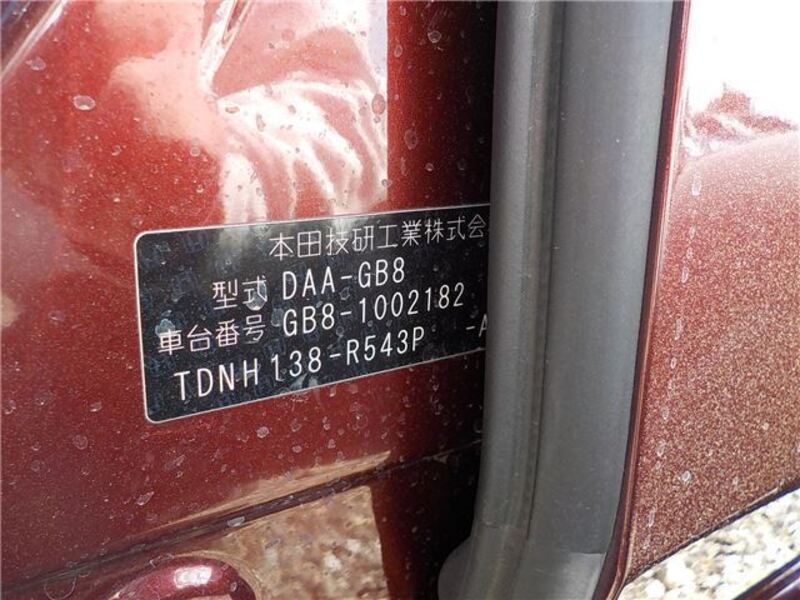 本田技研工業株式会
型式 DAA-GB8
車台番号 GB8-1002182
TDNH138-R543P -A